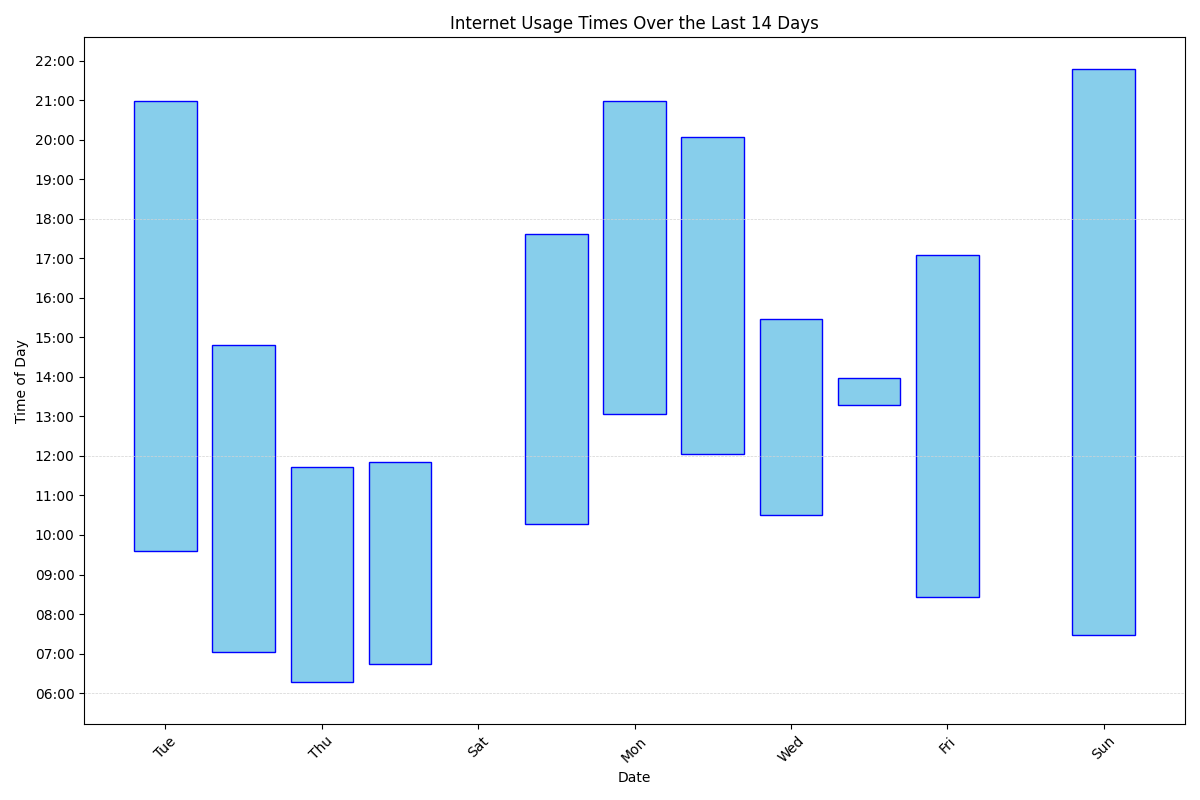 Internet Usage Times Over the Last 14 Days
Time of Day
22:00
21:00
20:00
19:00
18:00
17:00
16:00
15:00
14:00
13:00
12:00
11:00
10:00
09:00
08:00
07:00
06:00
Tue
Thu
Sat
Mon
Wed
Fri
Sun
Date